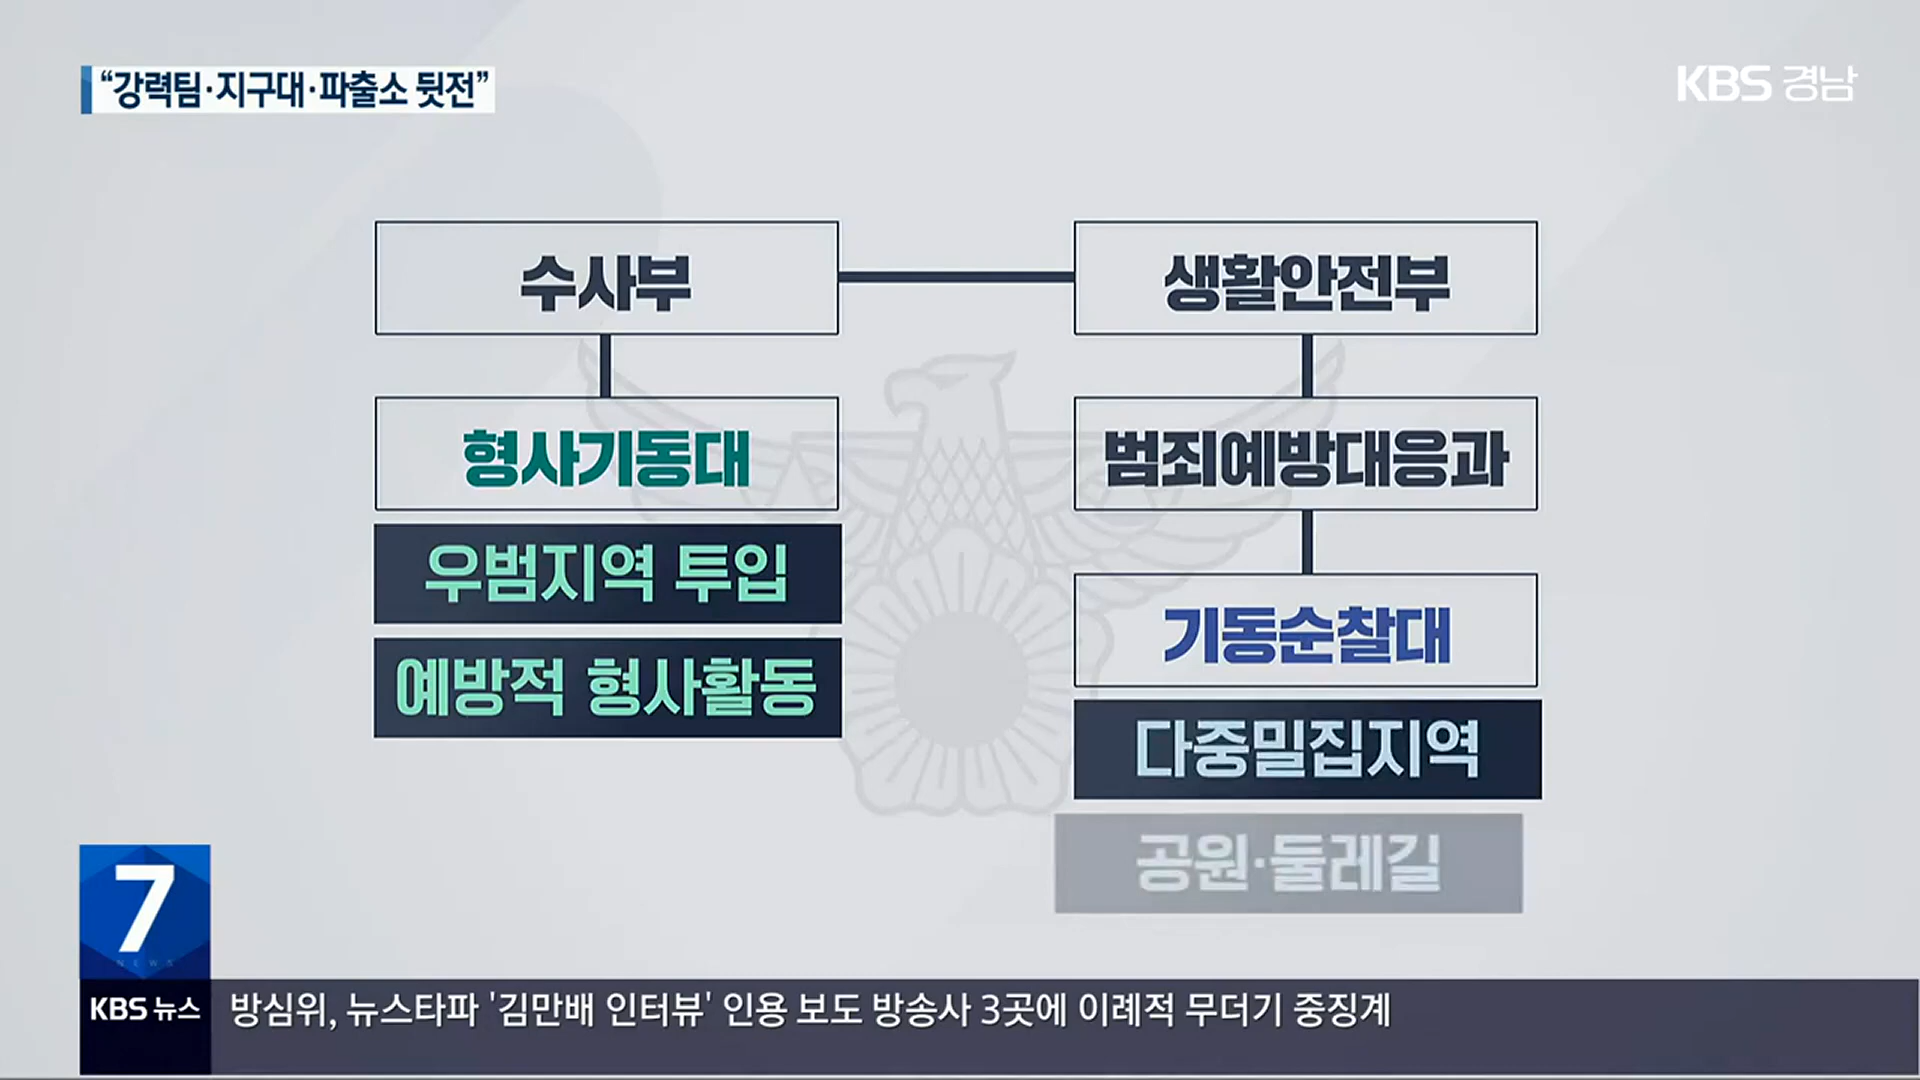 “강력팀·지구대·파출소 뒷전”
KBS 경남
수사부
생활안전부
형사기동대
범죄예방대응과
우범지역 투입
예방적 형사활동
기동순찰대
다중밀집지역
공원·둘레길
7
NEWS
KBS 뉴스
방심위, 뉴스타파 '김만배 인터뷰' 인용 보도 방송사 3곳에 이례적 무더기 중징계